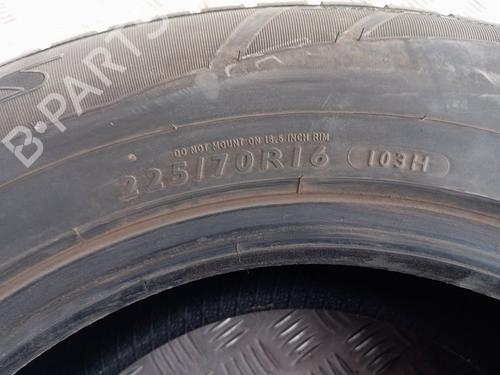 B-PARTS
DO NOT MOUNT ON 16.5 INCH RIM
225/70R16 103H